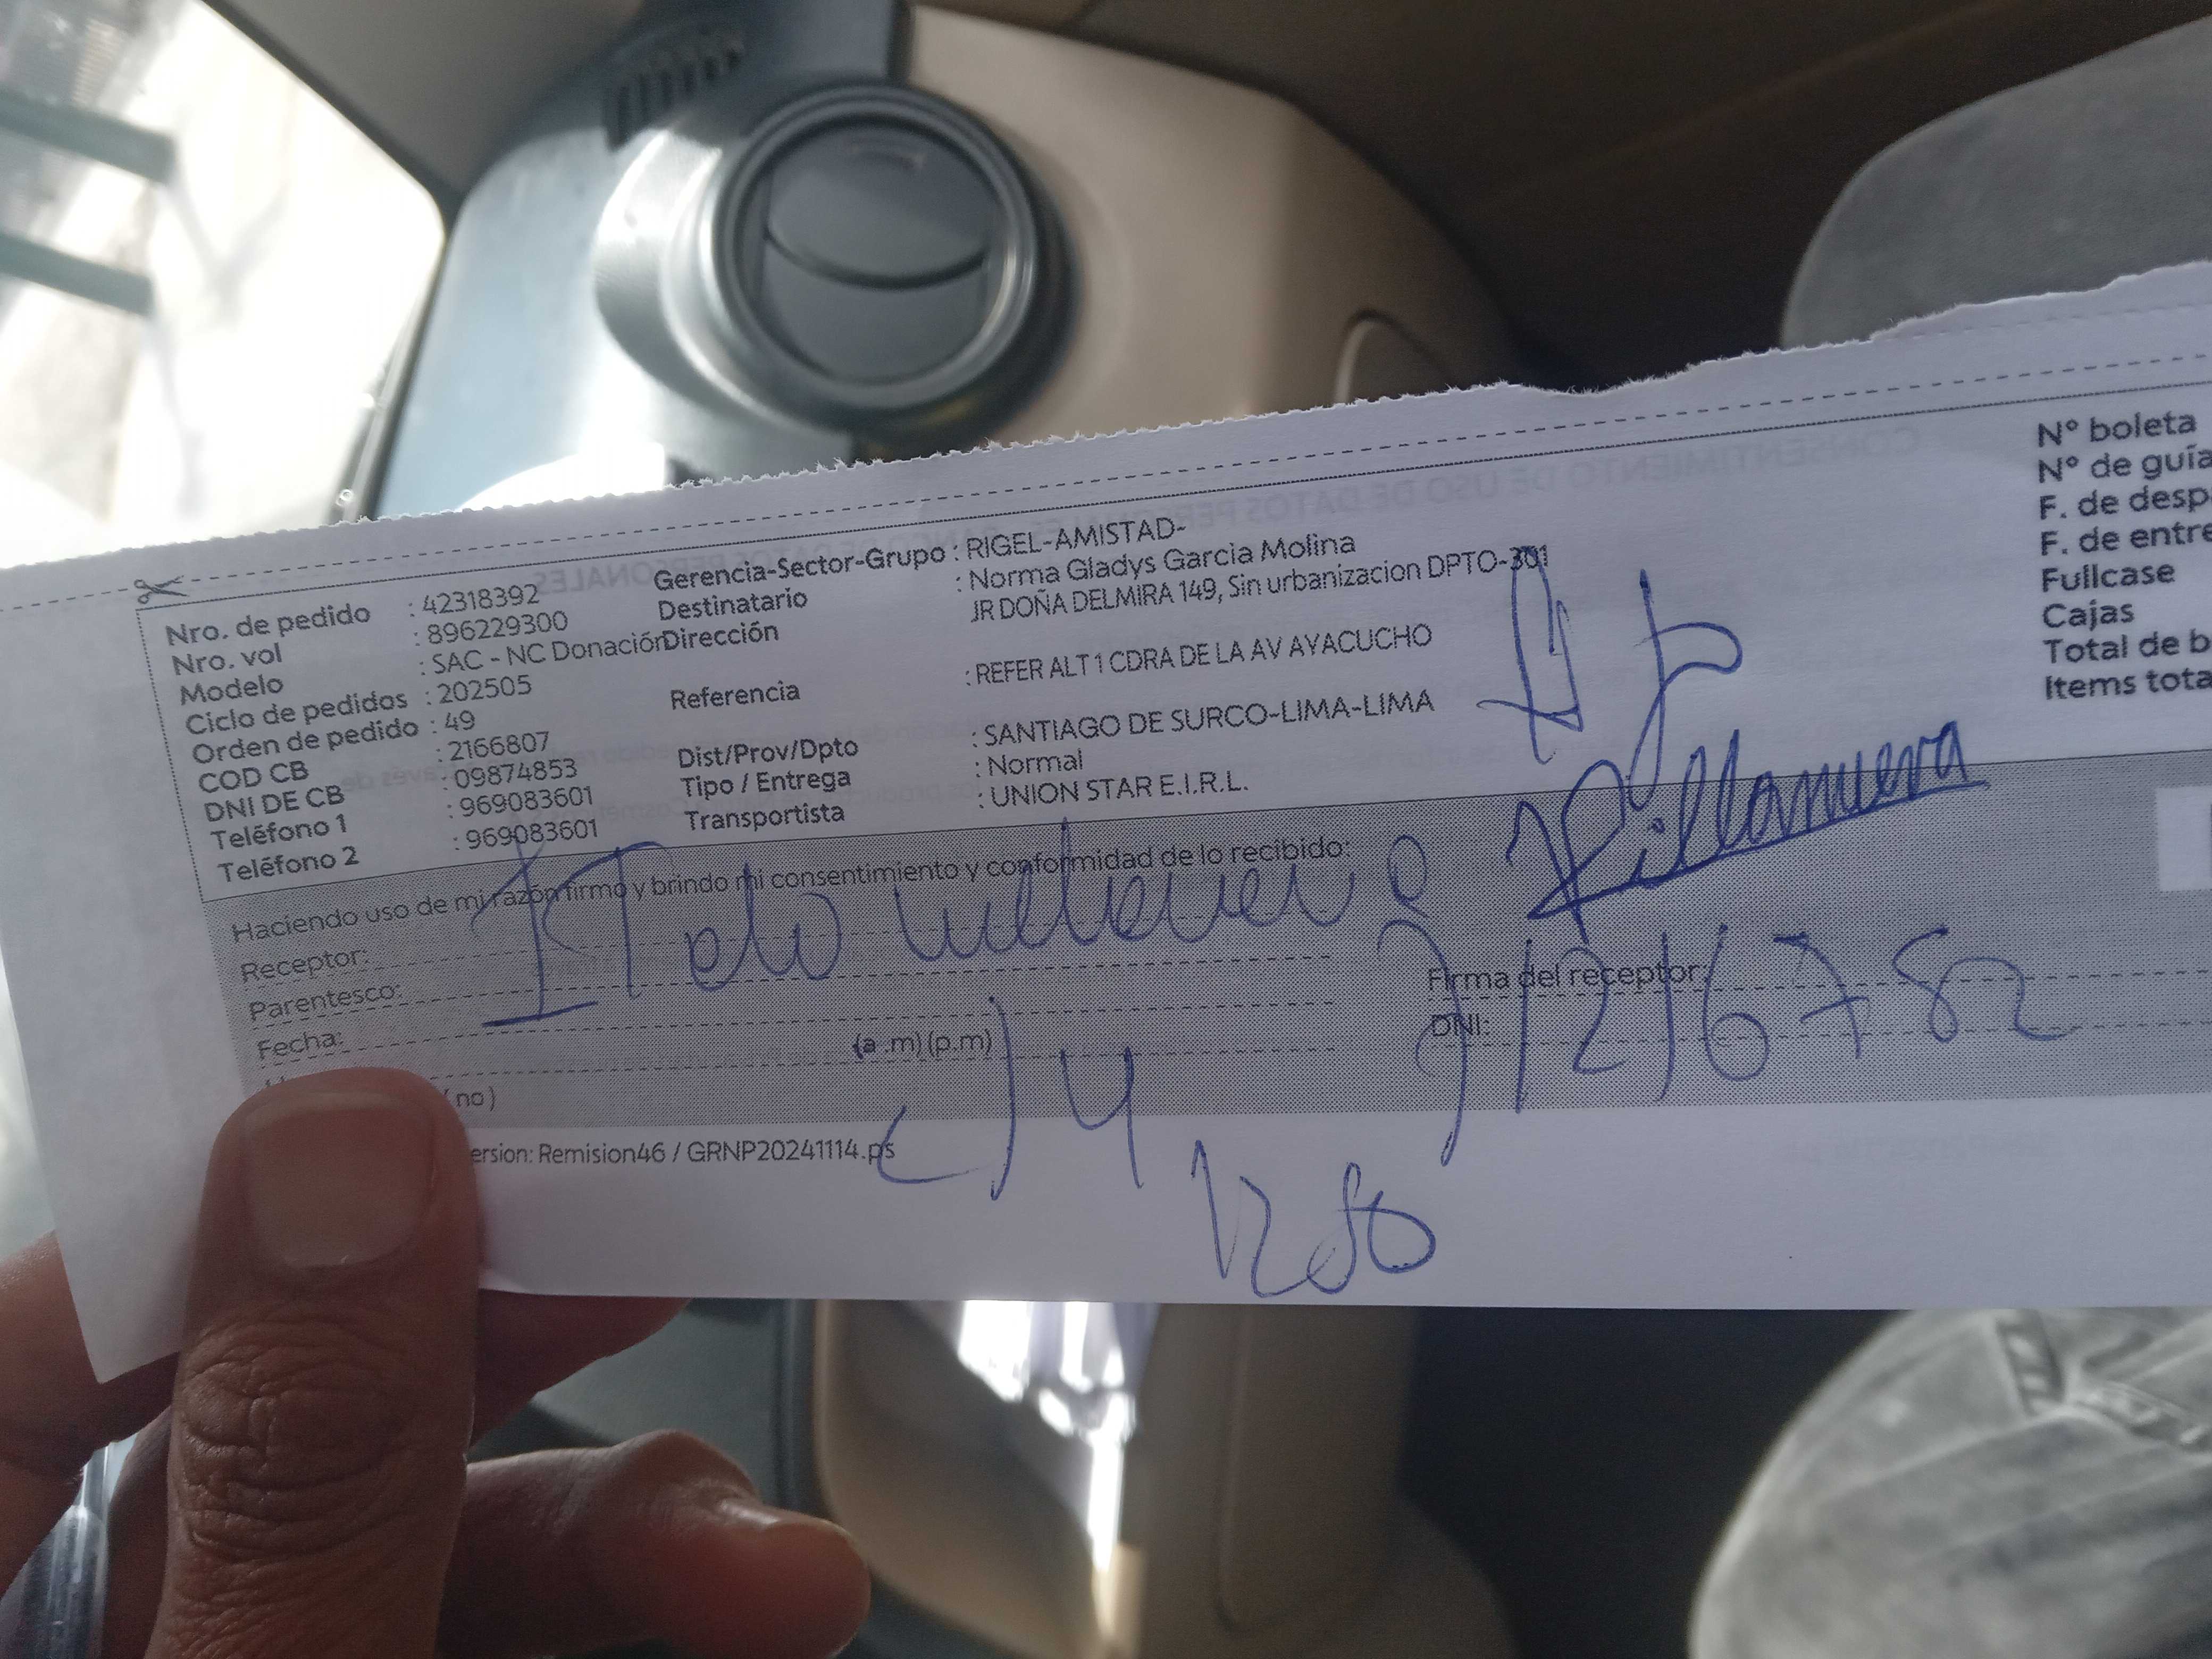 Nro. de pedido : 42318392
Nro. vol : 896229300
Modelo : SAC - NC Donación
Ciclo de pedidos : 202505
Orden de pedido : 49
COD CB : 2166807
DNI DE CB : 09874853
Teléfono 1 : 969083601
Teléfono 2 : 969083601
Gerencia-Sector-Grupo : RIGEL-AMISTAD-
Destinatario : Norma Gladys Garcia Molina
Dirección JR DOÑA DELMIRA 149, Sin urbanizacion DPTO-301
Referencia : REFER ALT 1 CDRA DE LA AV AYACUCHO
Dist/Prov/Dpto : SANTIAGO DE SURCO-LIMA-LIMA
Tipo / Entrega : Normal
Transportista : UNION STAR E.I.R.L.
N° boleta
N° de guía
F. de desp
F. de entre
Fullcase
Cajas
Total de b
Items tota
Villanueva
Haciendo uso de mi razón firmo y brindo mi consentimiento y conformidad de lo recibido:
Receptor:
Parentesco:
Fecha:
(a .m) (p.m)
(no)
Firma del receptor:
DNI:
ersion: Remision46 / GRNP20241114.ps